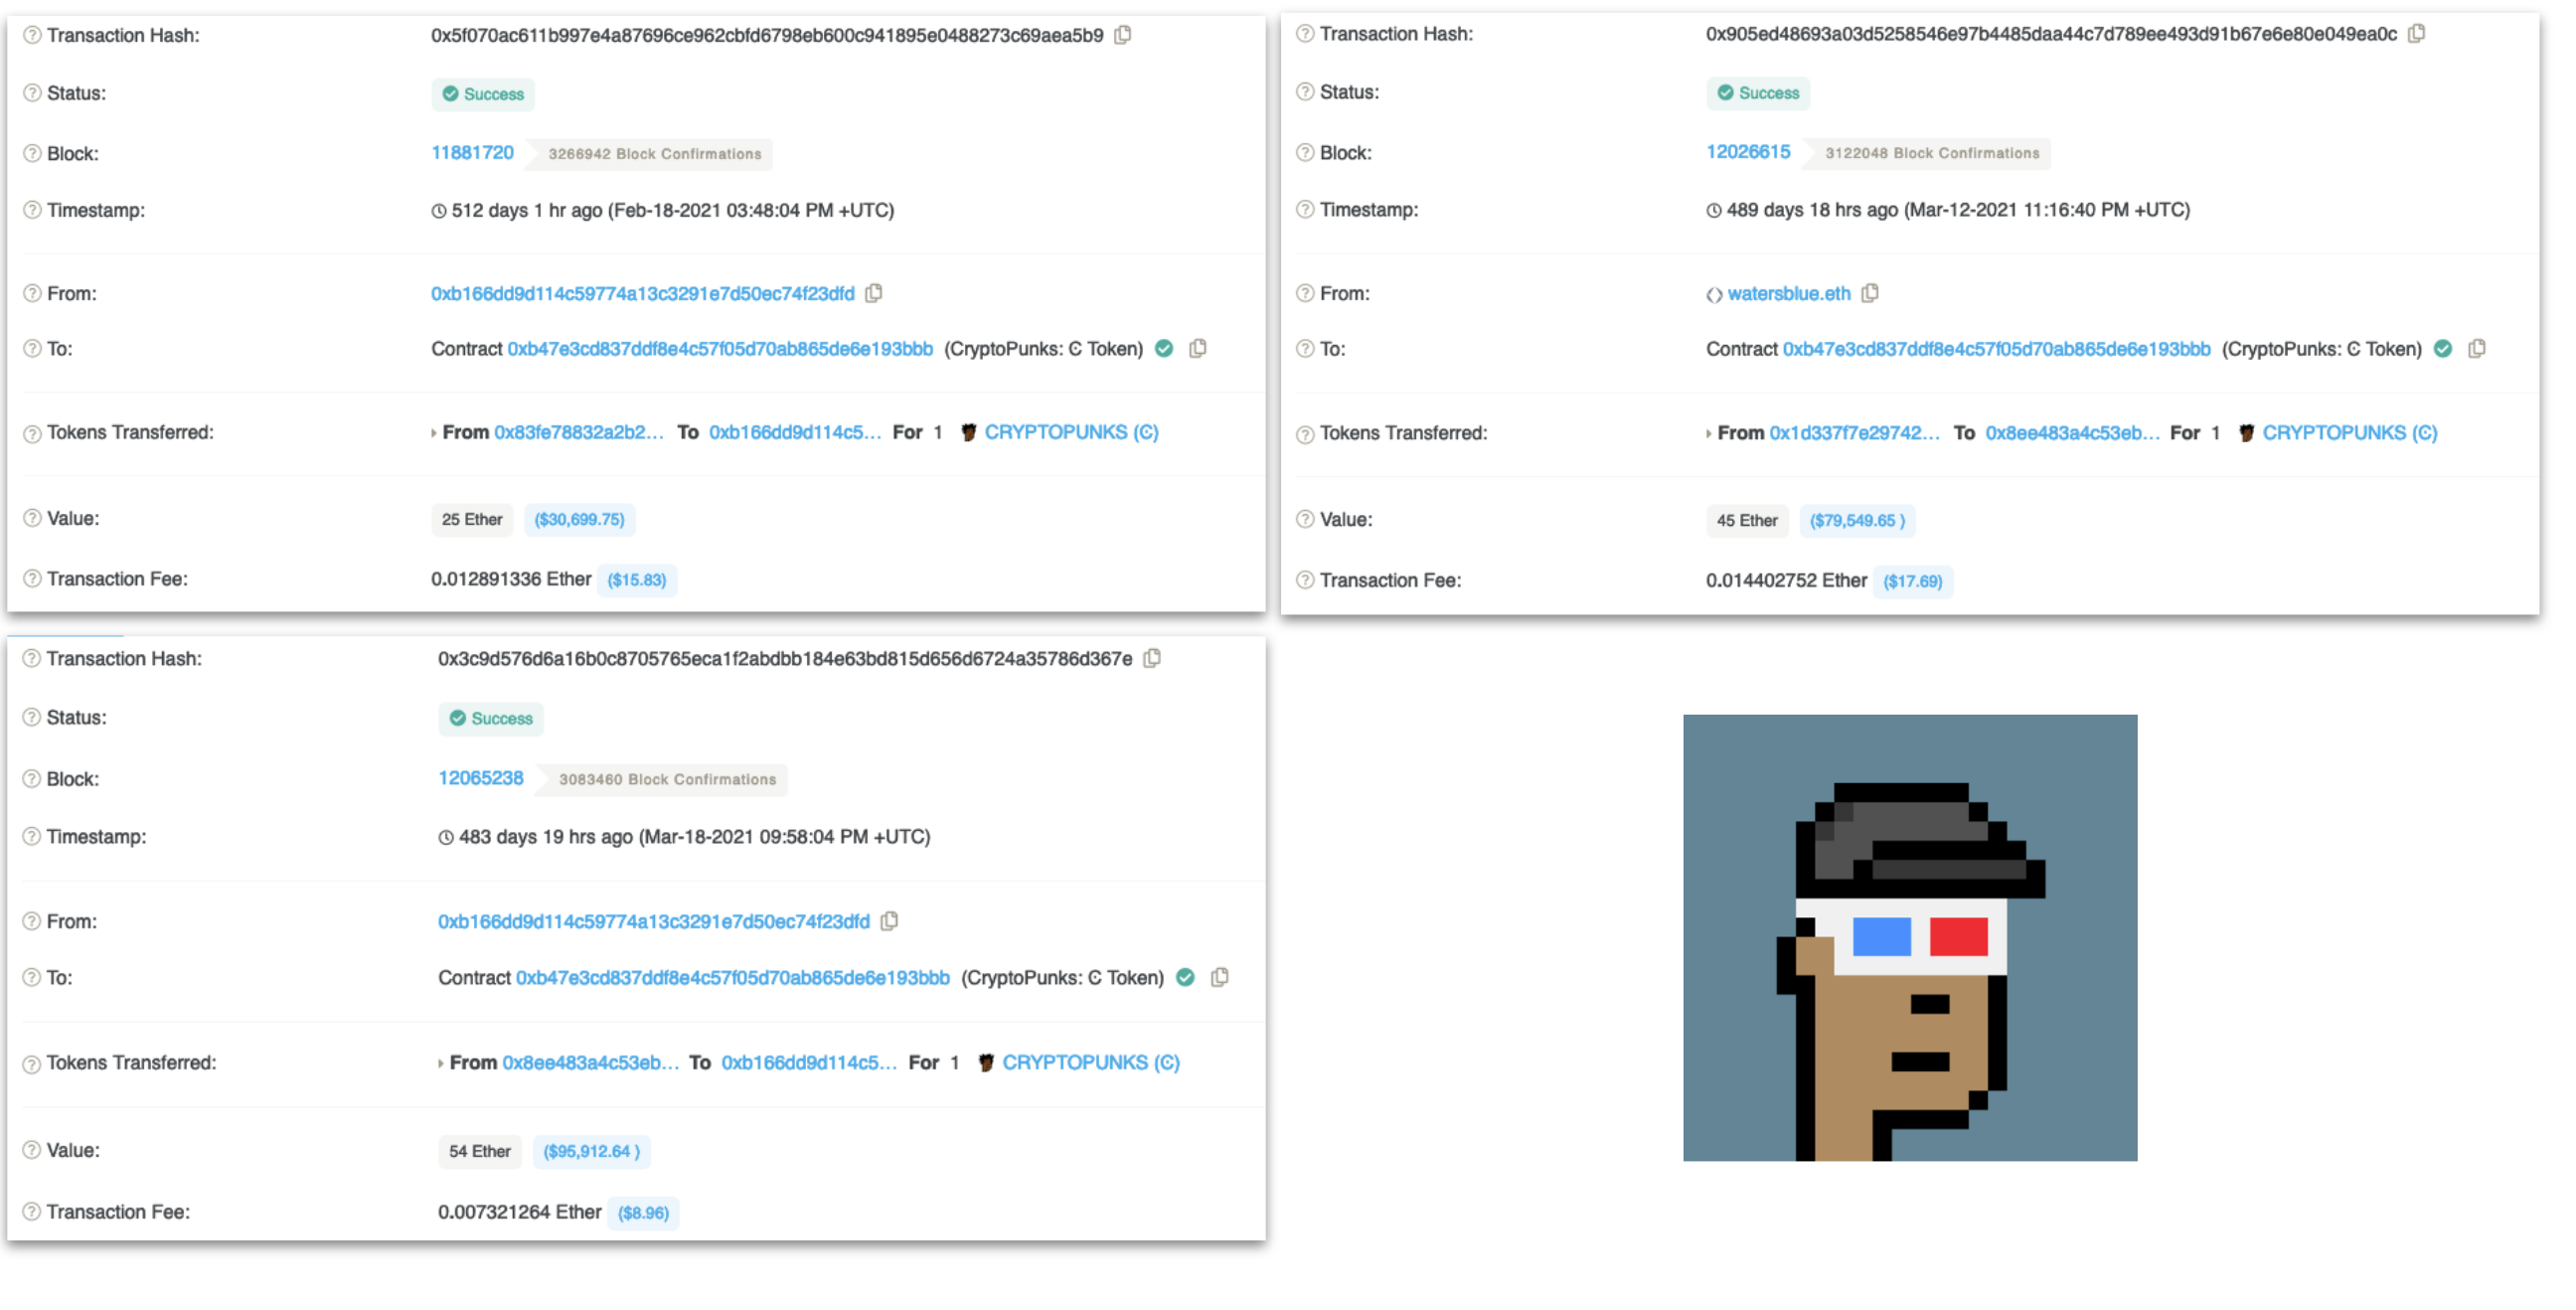 Transaction Hash: 0x5f070ac611b997e4a87696ce962cbfd6798eb600c941895e0488273c69aea5b9
Status: Success
Block: 11881720 3266942 Block Confirmations
Timestamp: 512 days 1 hr ago (Feb-18-2021 03:48:04 PM +UTC)
From: 0xb166dd9d114c59774a13c3291e7d50ec74f23dfd
To: Contract 0xb47e3cd837ddf8e4c57f05d70ab865de6e193bbb (CryptoPunks: Ͼ Token)
Tokens Transferred: From 0x83fe78832a2b2... To 0xb166dd9d114c5... For 1 CRYPTOPUNKS (Ͼ)
Value: 25 Ether ($30,699.75)
Transaction Fee: 0.012891336 Ether ($15.83)
Transaction Hash: 0x905ed48693a03d5258546e97b4485daa44c7d789ee493d91b67e6e80e049ea0c
Status: Success
Block: 12026615 3122048 Block Confirmations
Timestamp: 489 days 18 hrs ago (Mar-12-2021 11:16:40 PM +UTC)
From: watersblue.eth
To: Contract 0xb47e3cd837ddf8e4c57f05d70ab865de6e193bbb (CryptoPunks: Ͼ Token)
Tokens Transferred: From 0x1d337f7e29742... To 0x8ee483a4c53eb... For 1 CRYPTOPUNKS (Ͼ)
Value: 45 Ether ($79,549.65 )
Transaction Fee: 0.014402752 Ether ($17.69)
Transaction Hash: 0x3c9d576d6a16b0c8705765eca1f2abdbb184e63bd815d656d6724a35786d367e
Status: Success
Block: 12065238 3083460 Block Confirmations
Timestamp: 483 days 19 hrs ago (Mar-18-2021 09:58:04 PM +UTC)
From: 0xb166dd9d114c59774a13c3291e7d50ec74f23dfd
To: Contract 0xb47e3cd837ddf8e4c57f05d70ab865de6e193bbb (CryptoPunks: Ͼ Token)
Tokens Transferred: From 0x8ee483a4c53eb... To 0xb166dd9d114c5... For 1 CRYPTOPUNKS (Ͼ)
Value: 54 Ether ($95,912.64 )
Transaction Fee: 0.007321264 Ether ($8.96)